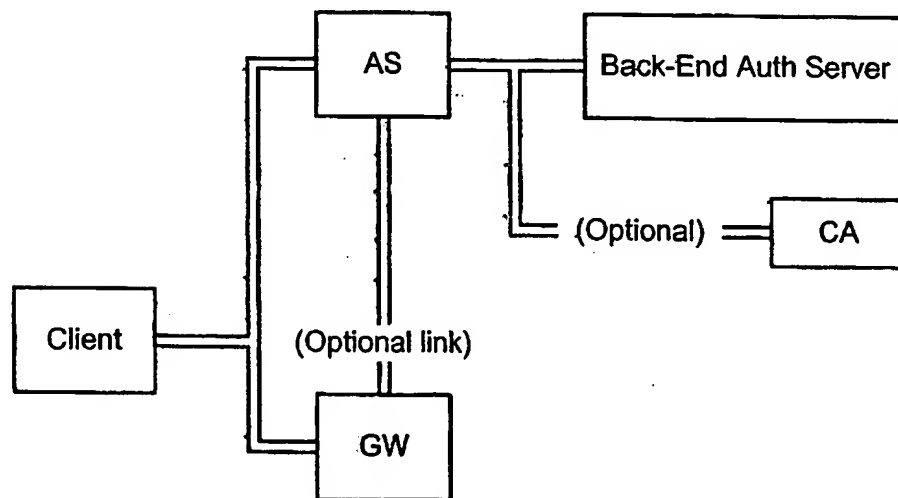 AS
Back-End Auth Server
(Optional)
CA
Client
(Optional link)
GW